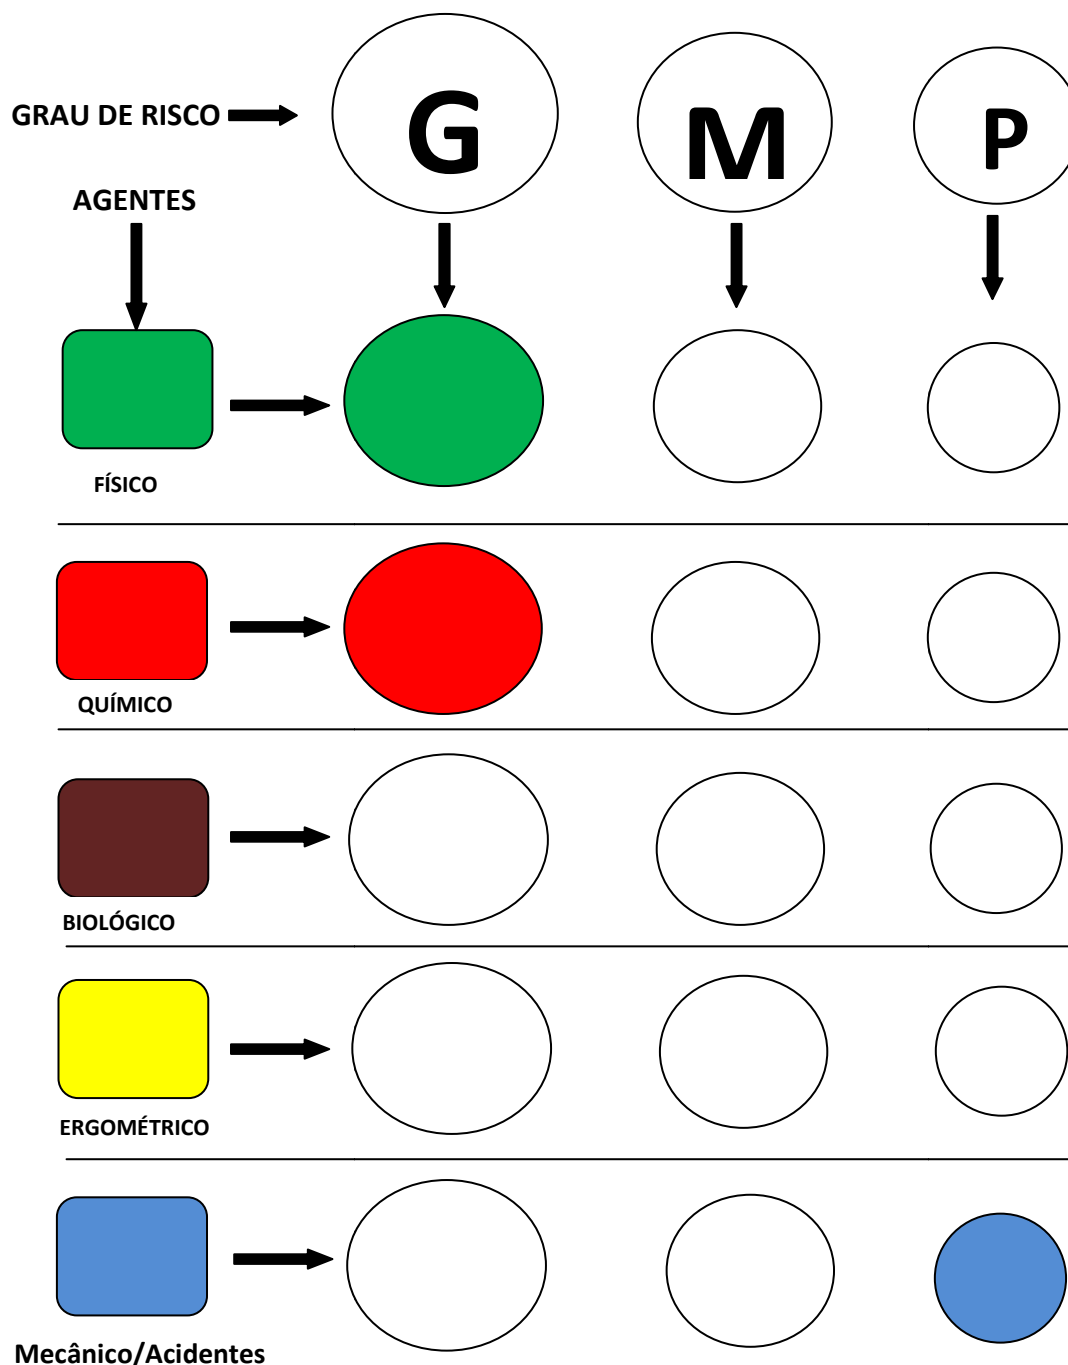 GRAU DE RISCO
G
M
P
AGENTES
FÍSICO
QUÍMICO
BIOLÓGICO
ERGOMÉTRICO
Mecânico/Acidentes